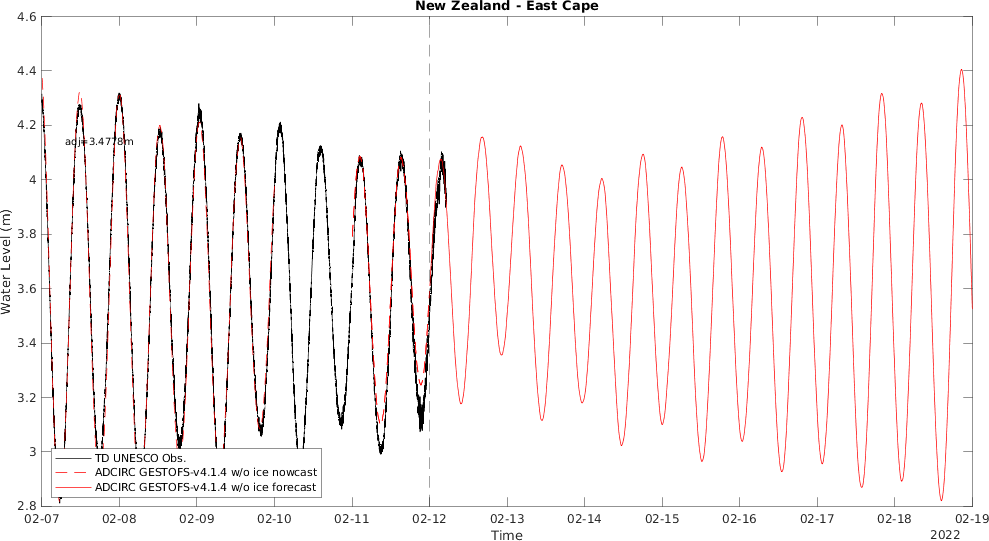 New Zealand - East Cape
4.6
4.4
4.2
4
3.8
3.6
3.4
3.2
3
2.8
Water Level (m)
adj=3.4778m
TD UNESCO Obs.
ADCIRC GESTOFS-v4.1.4 w/o ice nowcast
ADCIRC GESTOFS-v4.1.4 w/o ice forecast
02-07 02-08 02-09 02-10 02-11 02-12 02-13 02-14 02-15 02-16 02-17 02-18 02-19
Time
2022